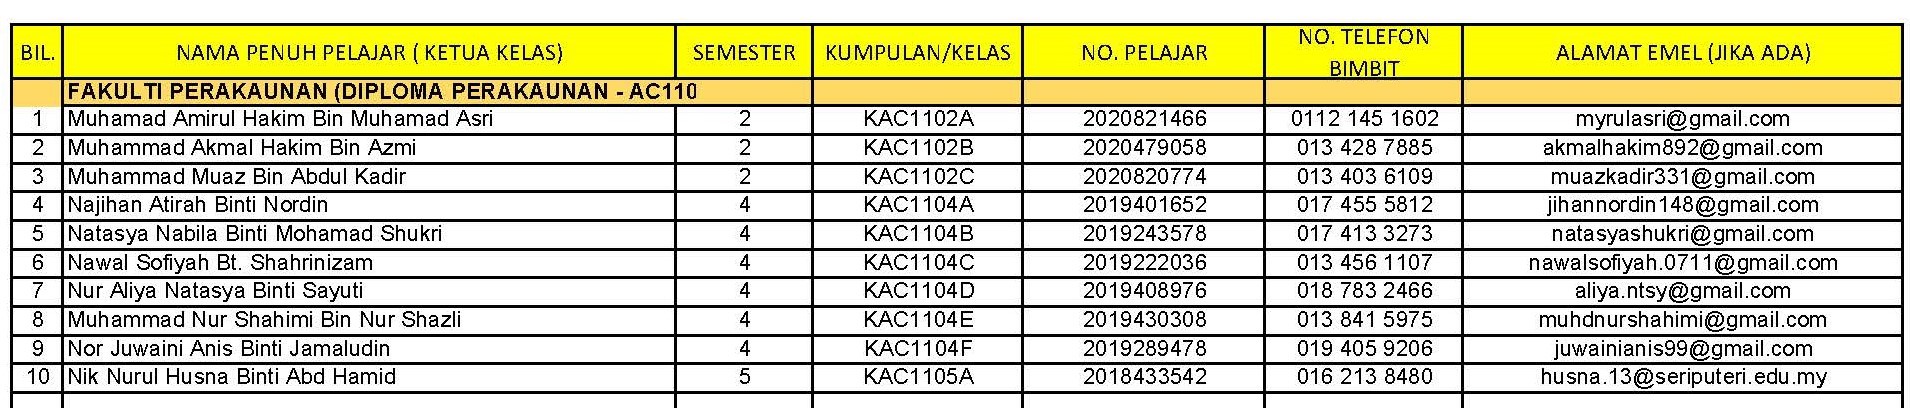 BIL. NAMA PENUH PELAJAR ( KETUA KELAS) SEMESTER KUMPULAN/KELAS NO. PELAJAR NO. TELEFON BIMBIT ALAMAT EMEL (JIKA ADA)
FAKULTI PERAKAUNAN (DIPLOMA PERAKAUNAN - AC110
1 Muhamad Amirul Hakim Bin Muhamad Asri 2 KAC1102A 2020821466 0112 145 1602 myrulasri@gmail.com
2 Muhammad Akmal Hakim Bin Azmi 2 KAC1102B 2020479058 013 428 7885 akmalhakim892@gmail.com
3 Muhammad Muaz Bin Abdul Kadir 2 KAC1102C 2020820774 013 403 6109 muazkadir331@gmail.com
4 Najihan Atirah Binti Nordin 4 KAC1104A 2019401652 017 455 5812 jihannordin148@gmail.com
5 Natasya Nabila Binti Mohamad Shukri 4 KAC1104B 2019243578 017 413 3273 natasyashukri@gmail.com
6 Nawal Sofiyah Bt. Shahrinizam 4 KAC1104C 2019222036 013 456 1107 nawalsofiyah.0711@gmail.com
7 Nur Aliya Natasya Binti Sayuti 4 KAC1104D 2019408976 018 783 2466 aliya.ntsy@gmail.com
8 Muhammad Nur Shahimi Bin Nur Shazli 4 KAC1104E 2019430308 013 841 5975 muhdnurshahimi@gmail.com
9 Nor Juwaini Anis Binti Jamaludin 4 KAC1104F 2019289478 019 405 9206 juwainianis99@gmail.com
10 Nik Nurul Husna Binti Abd Hamid 5 KAC1105A 2018433542 016 213 8480 husna.13@seriputeri.edu.my